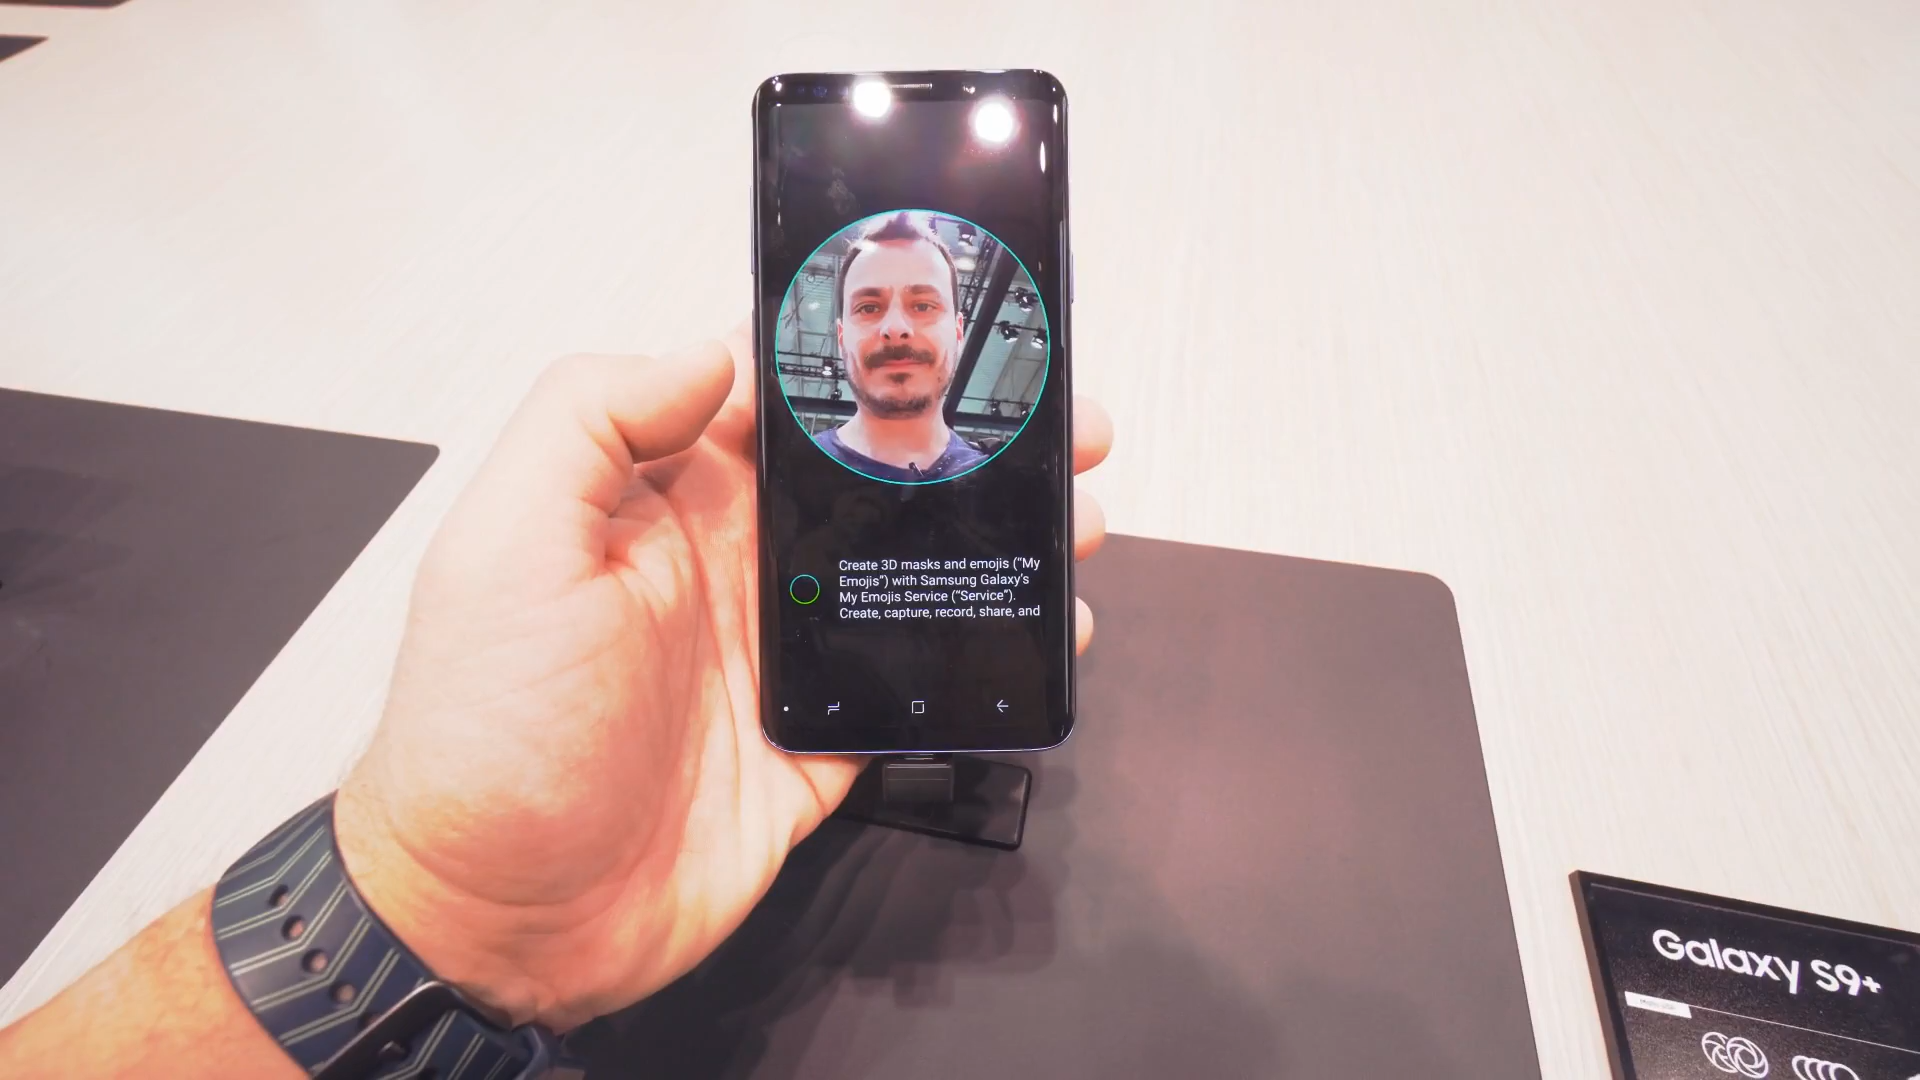 Create 3D masks and emojis (“My
Emojis”) with Samsung Galaxy’s
My Emojis Service (“Service”).
Create, capture, record, share, and
Galaxy S9+